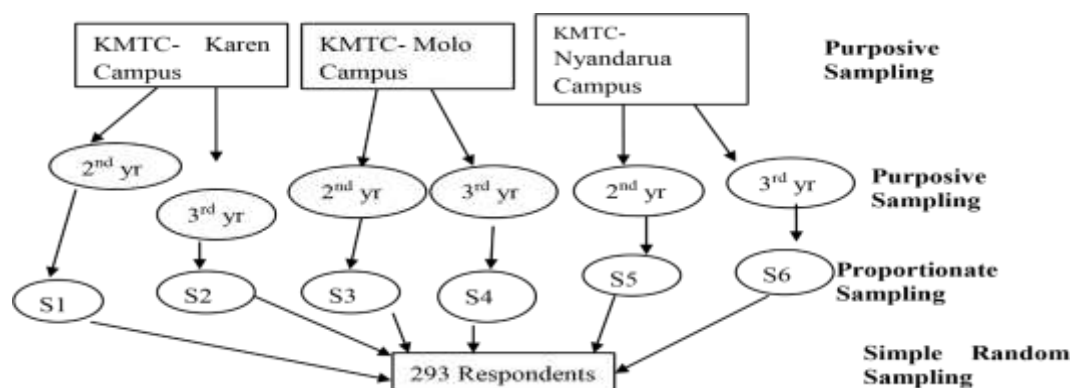 KMTC- Karen
Campus
KMTC- Molo
Campus
KMTC-
Nyandarua
Campus
Purposive
Sampling
2nd yr
3rd yr
2nd yr
3rd yr
2nd yr
3rd yr
Purposive
Sampling
S1
S2
S3
S4
S5
S6
Proportionate
Sampling
293 Respondents
Simple Random
Sampling